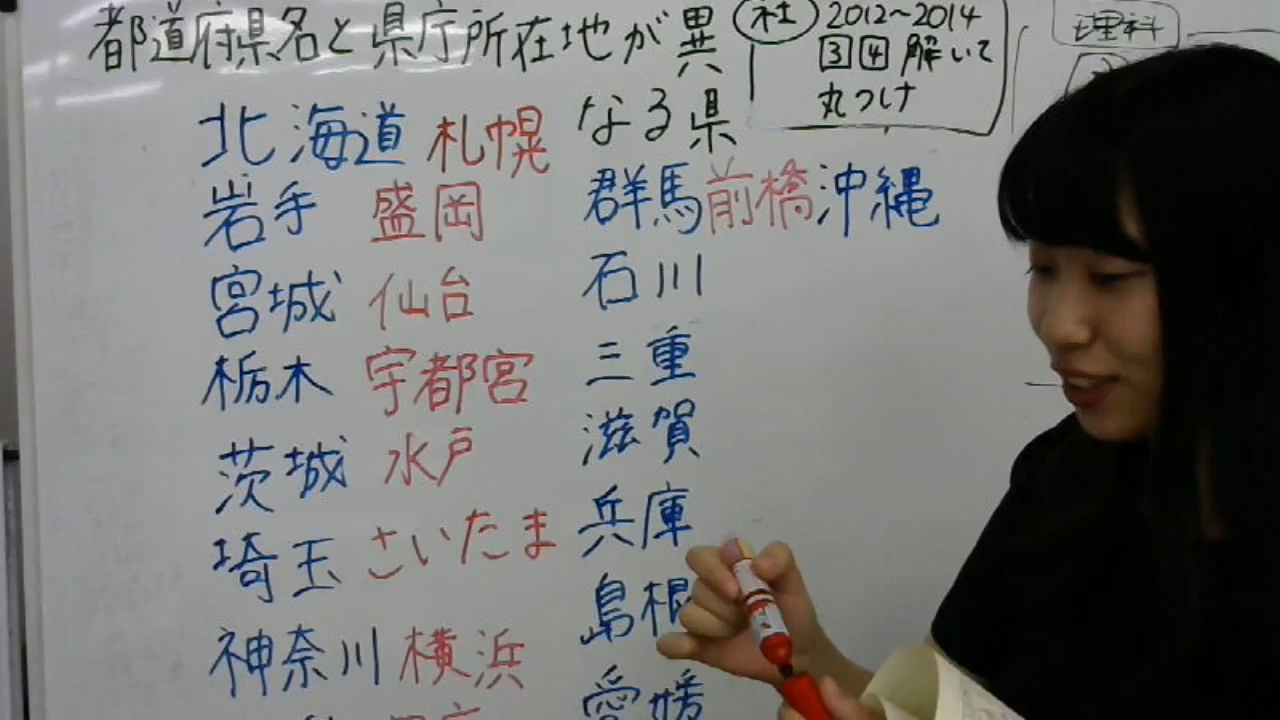 都道府県名と県庁所在地が異
なる県
北海道 札幌
岩手 盛岡
宮城 仙台
栃木 宇都宮
茨城 水戸
埼玉 さいたま
神奈川 横浜
群馬 前橋 沖縄
石川
三重
滋賀
兵庫
島根
愛媛
社 2012~2014
3 4 解いて
丸つけ
理科